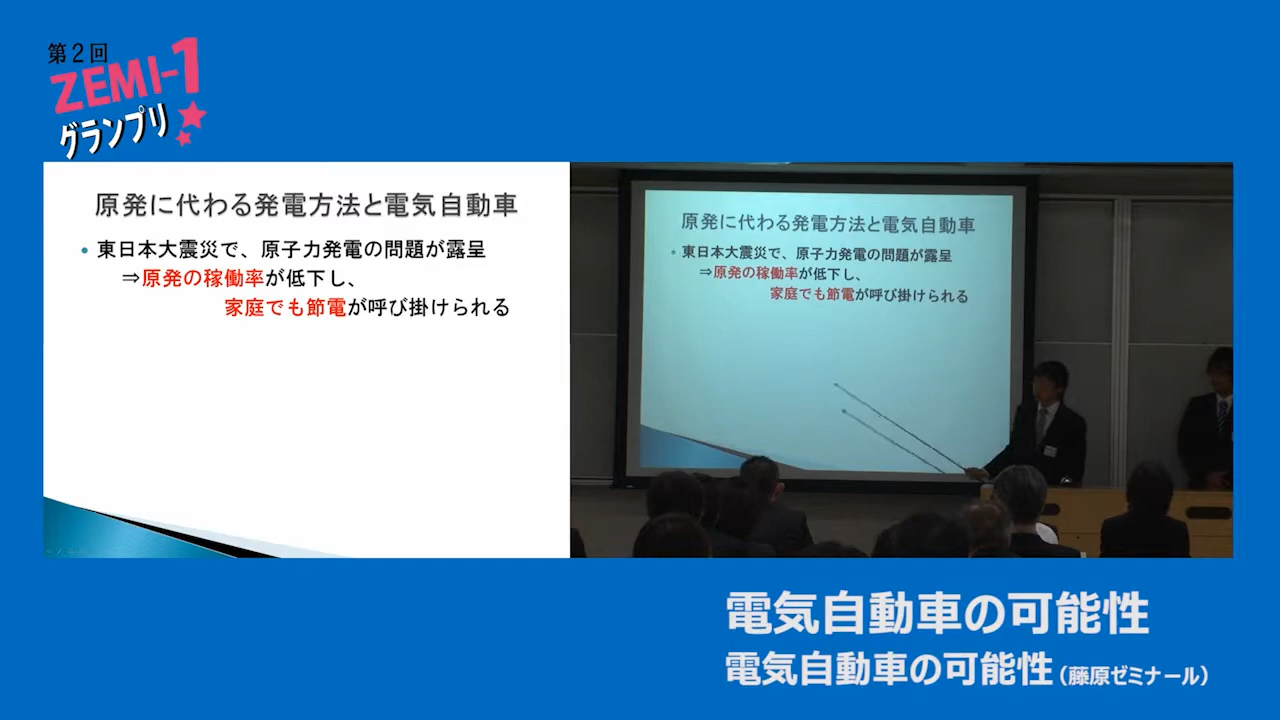 第2回
ZEMI-1
グランプリ
原発に代わる発電方法と電気自動車
• 東日本大震災で、原子力発電の問題が露呈
⇒原発の稼働率が低下し、
家庭でも節電が呼び掛けられる
原発に代わる発電方法と電気自動車
• 東日本大震災で、原子力発電の問題が露呈
⇒原発の稼働率が低下し、
家庭でも節電が呼び掛けられる
電気自動車の可能性
電気自動車の可能性（藤原ゼミナール）